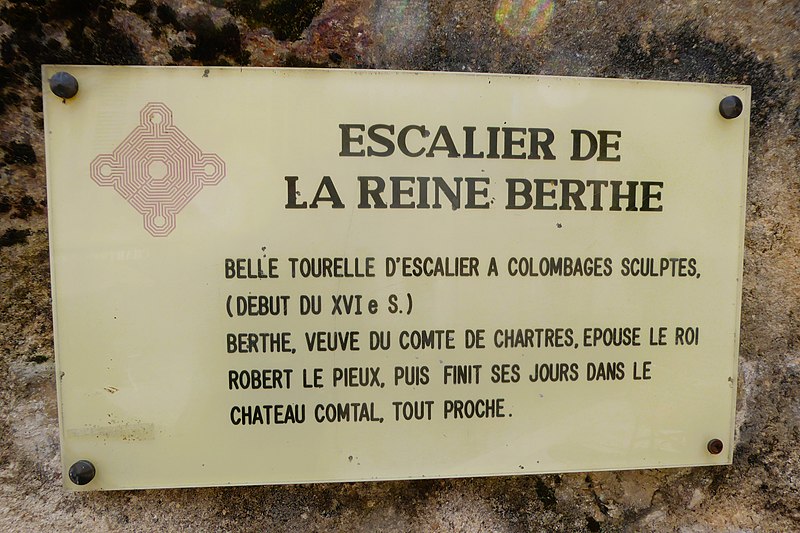 ESCALIER DE
LA REINE BERTHE
BELLE TOURELLE D'ESCALIER A COLOMBAGES SCULPTES,
(DEBUT DU XVI e S.)
BERTHE, VEUVE DU COMTE DE CHARTRES, EPOUSE LE ROI
ROBERT LE PIEUX, PUIS FINIT SES JOURS DANS LE
CHATEAU COMTAL, TOUT PROCHE.